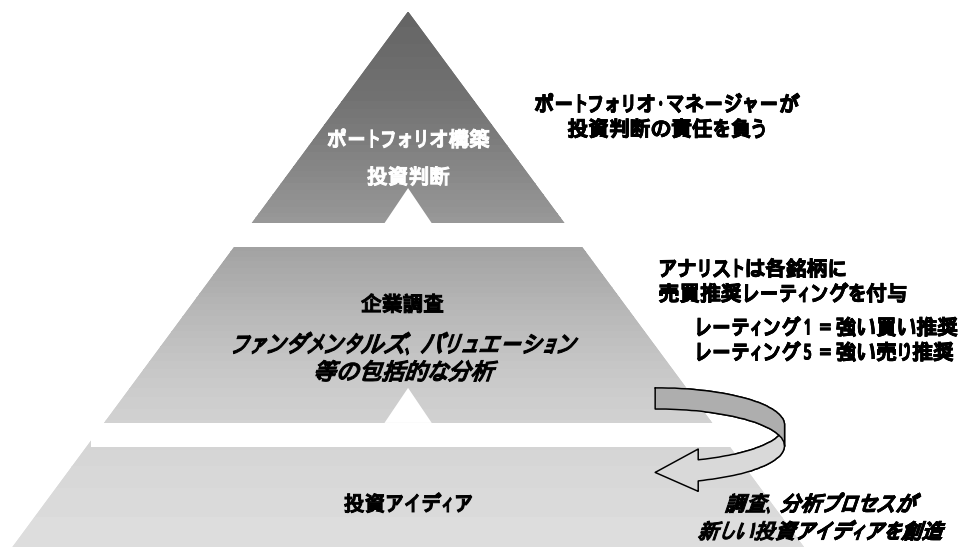 ポートフォリオ・マネージャーが
投資判断の責任を負う
ポートフォリオ構築
投資判断
アナリストは各銘柄に
売買推奨レーティングを付与
レーティング1=強い買い推奨
レーティング5=強い売り推奨
企業調査
ファンダメンタルズ、バリュエーション
等の包括的な分析
投資アイディア
調査、分析プロセスが
新しい投資アイディアを創造